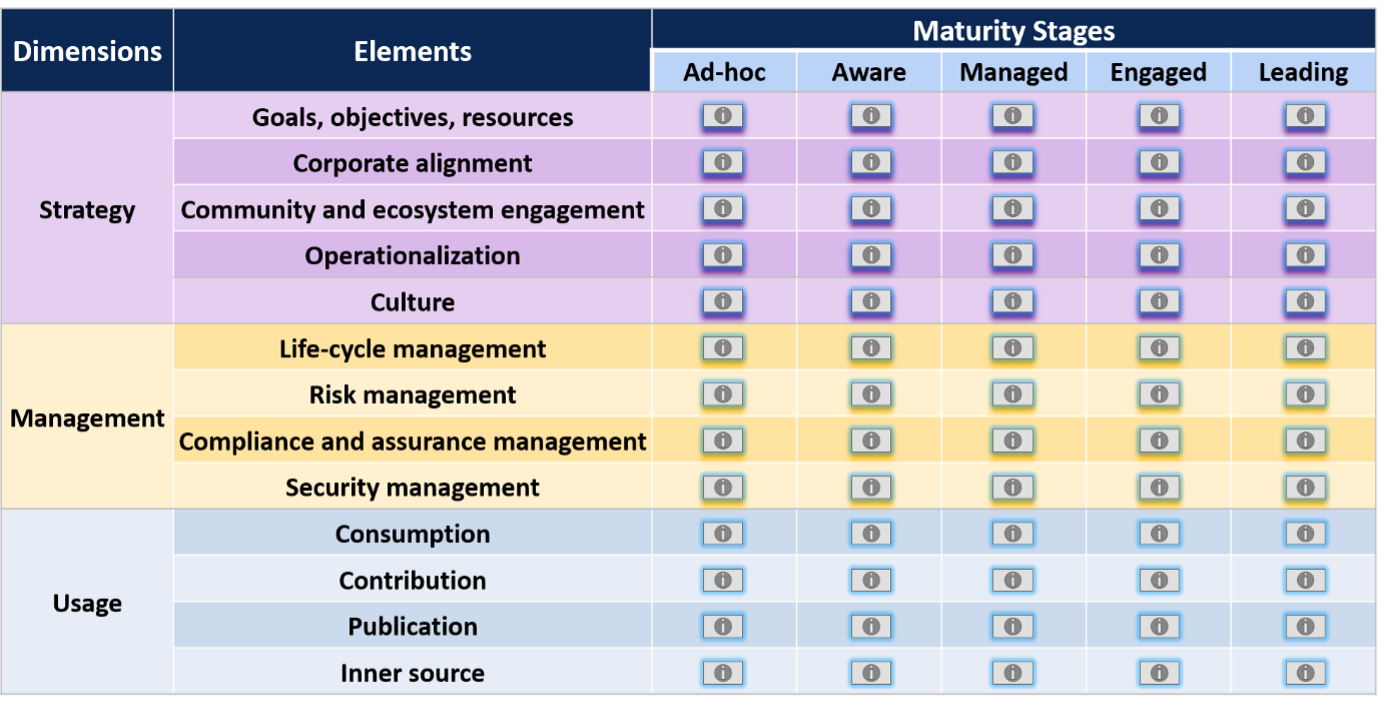 Dimensions
Elements
Maturity Stages
Ad-hoc Aware Managed Engaged Leading
Strategy
Goals, objectives, resources
Corporate alignment
Community and ecosystem engagement
Operationalization
Culture
Management
Life-cycle management
Risk management
Compliance and assurance management
Security management
Usage
Consumption
Contribution
Publication
Inner source